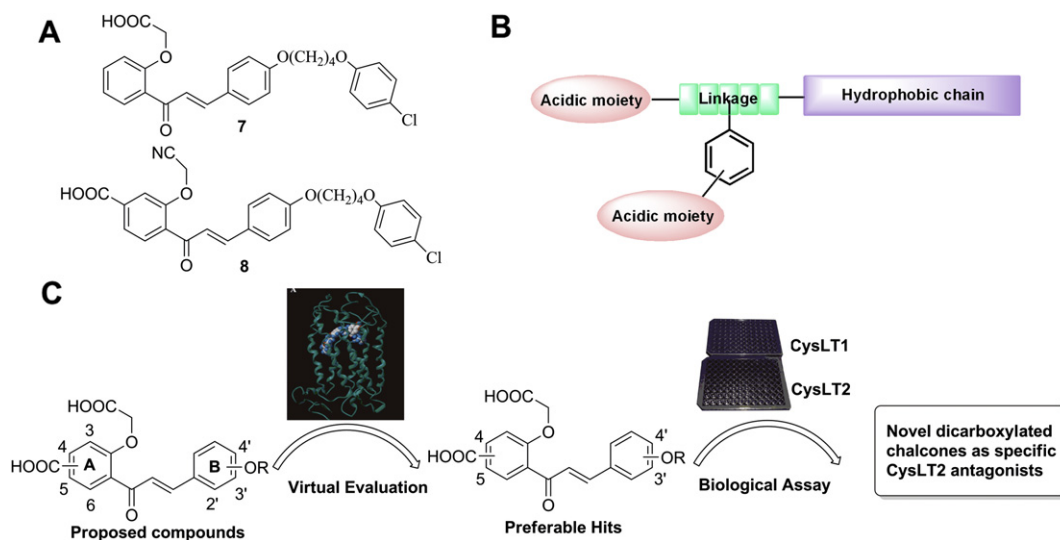 A
HOOC
O
O
O(CH2)4O
Cl
7
NC
HOOC
O
O
O(CH2)4O
Cl
8
B
Acidic moiety
Linkage
Hydrophobic chain
Acidic moiety
C
HOOC
3
4
HOOC
A
5
6
O
O
B
4'
OR
3'
2'
Proposed compounds
Virtual Evaluation
HOOC
4
HOOC
5
O
O
4'
OR
3'
Preferable Hits
CysLT1
CysLT2
Biological Assay
Novel dicarboxylated
chalcones as specific
CysLT2 antagonists